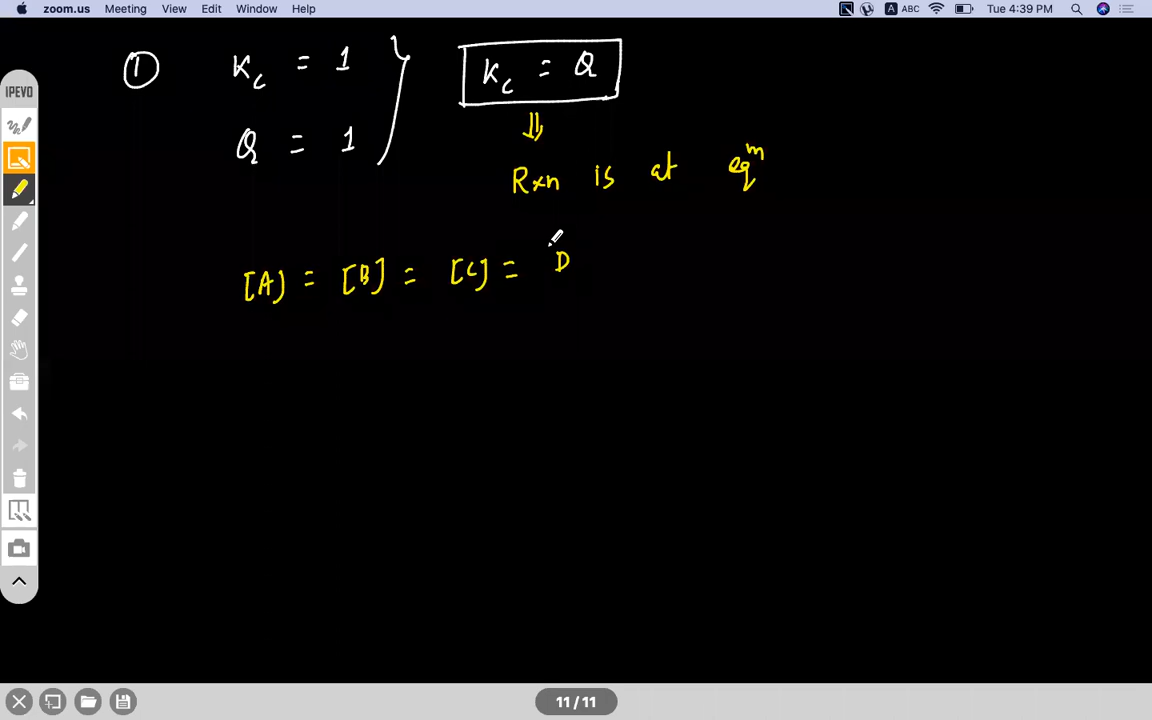 zoom.us Meeting View Edit Window Help A ABC Tue 4:39 PM
IPEVO
① Kc = 1
Q = 1
Kc = Q
⇓
Rxn is at eqᵐ
[A] = [B] = [C] = D
11 / 11